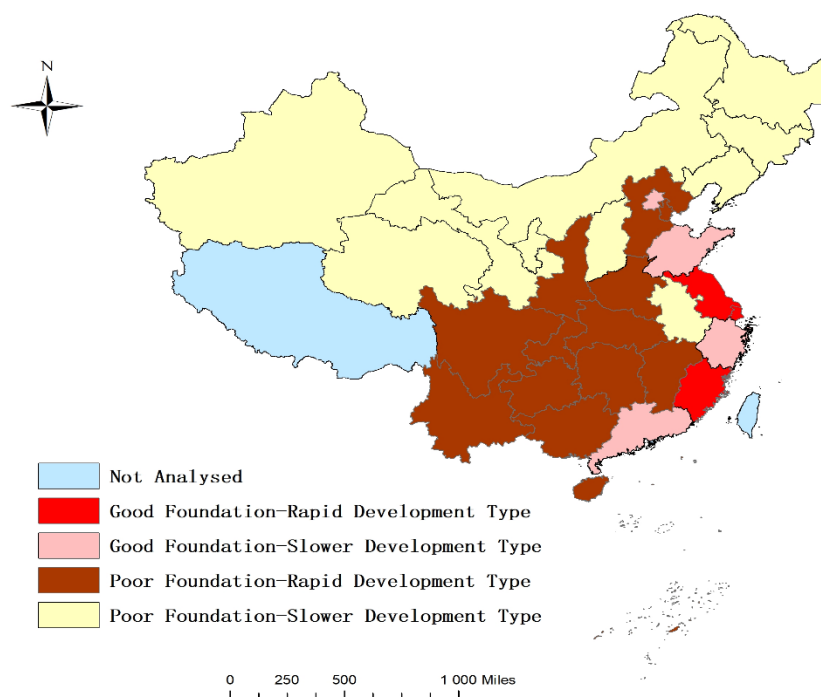 N
Not Analysed
Good Foundation-Rapid Development Type
Good Foundation-Slower Development Type
Poor Foundation-Rapid Development Type
Poor Foundation-Slower Development Type
0 250 500 1 000 Miles